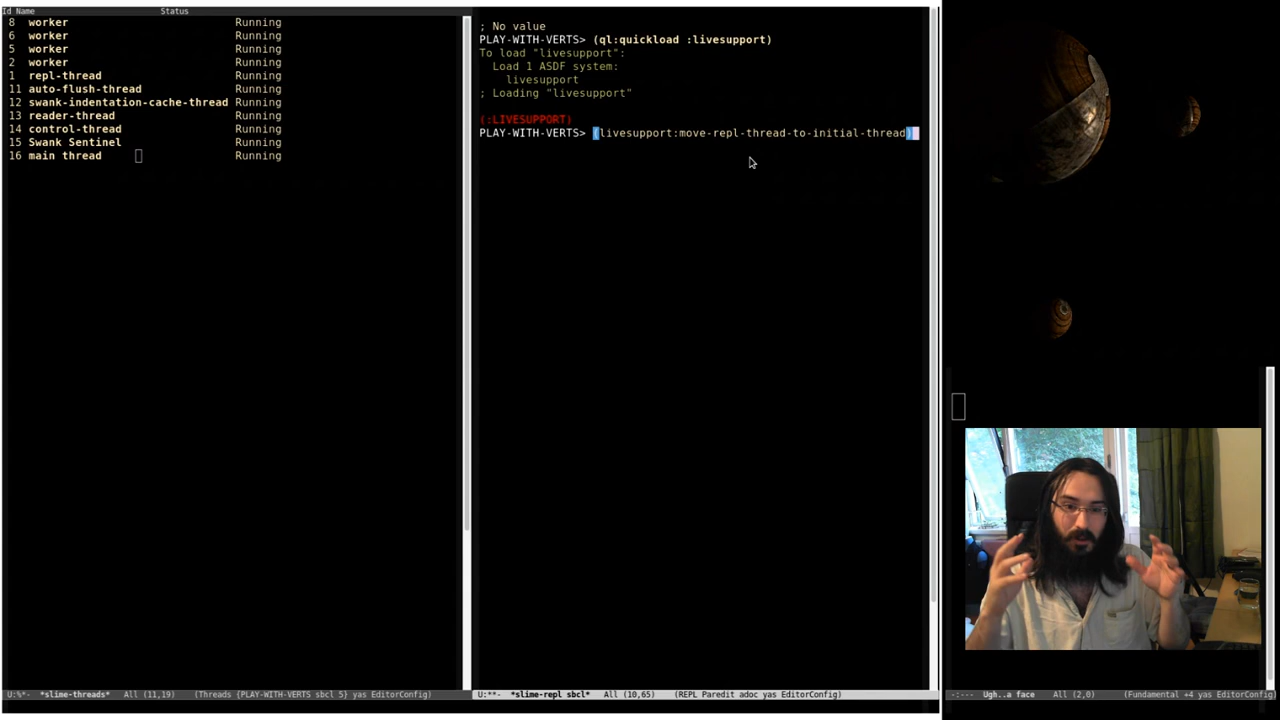 Id Name Status
8 worker Running
6 worker Running
5 worker Running
2 worker Running
1 repl-thread Running
11 auto-flush-thread Running
12 swank-indentation-cache-thread Running
13 reader-thread Running
14 control-thread Running
15 Swank Sentinel Running
16 main thread Running
U:%*- *slime-threads* All (11,19) (Threads {PLAY-WITH-VERTS sbcl 5} yas EditorConfig)
; No value
PLAY-WITH-VERTS> (ql:quickload :livesupport)
To load "livesupport":
Load 1 ASDF system:
livesupport
; Loading "livesupport"
(:LIVESUPPORT)
PLAY-WITH-VERTS> (livesupport:move-repl-thread-to-initial-thread)
U:**- *slime-repl sbcl* All (10,65) (REPL Paredit adoc yas EditorConfig)
-:--- Ugh..a face All (2,0) (Fundamental +4 yas EditorConfig)